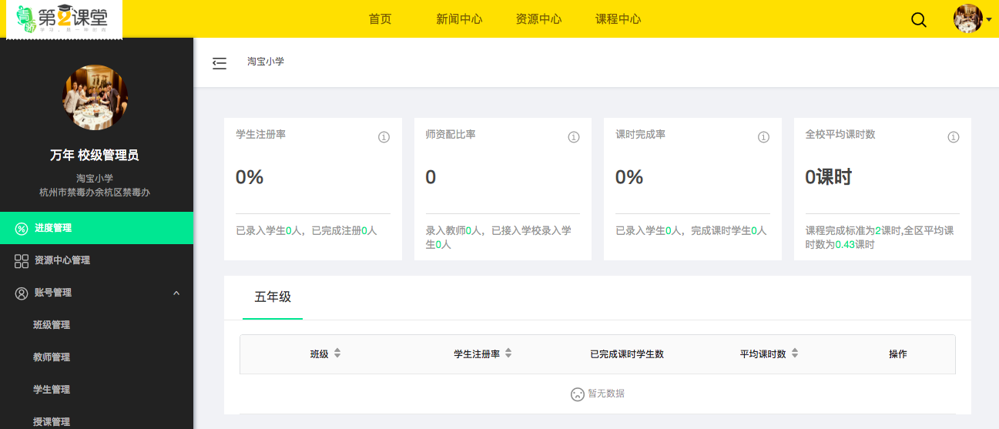 青骄
第2课堂
首页
新闻中心
资源中心
课程中心
淘宝小学
万年 校级管理员
淘宝小学
杭州市禁毒办余杭区禁毒办
进度管理
资源中心管理
账号管理
班级管理
教师管理
学生管理
授课管理
学生注册率
0%
已录入学生0人，已完成注册0人
师资配比率
0
录入教师0人，已接入学校录入学
生0人
课时完成率
0%
已录入学生0人，完成课时学生0人
全校平均课时数
0课时
课程完成标准为2课时,全区平均课
时数为0.43课时
五年级
班级
学生注册率
已完成课时学生数
平均课时数
操作
暂无数据